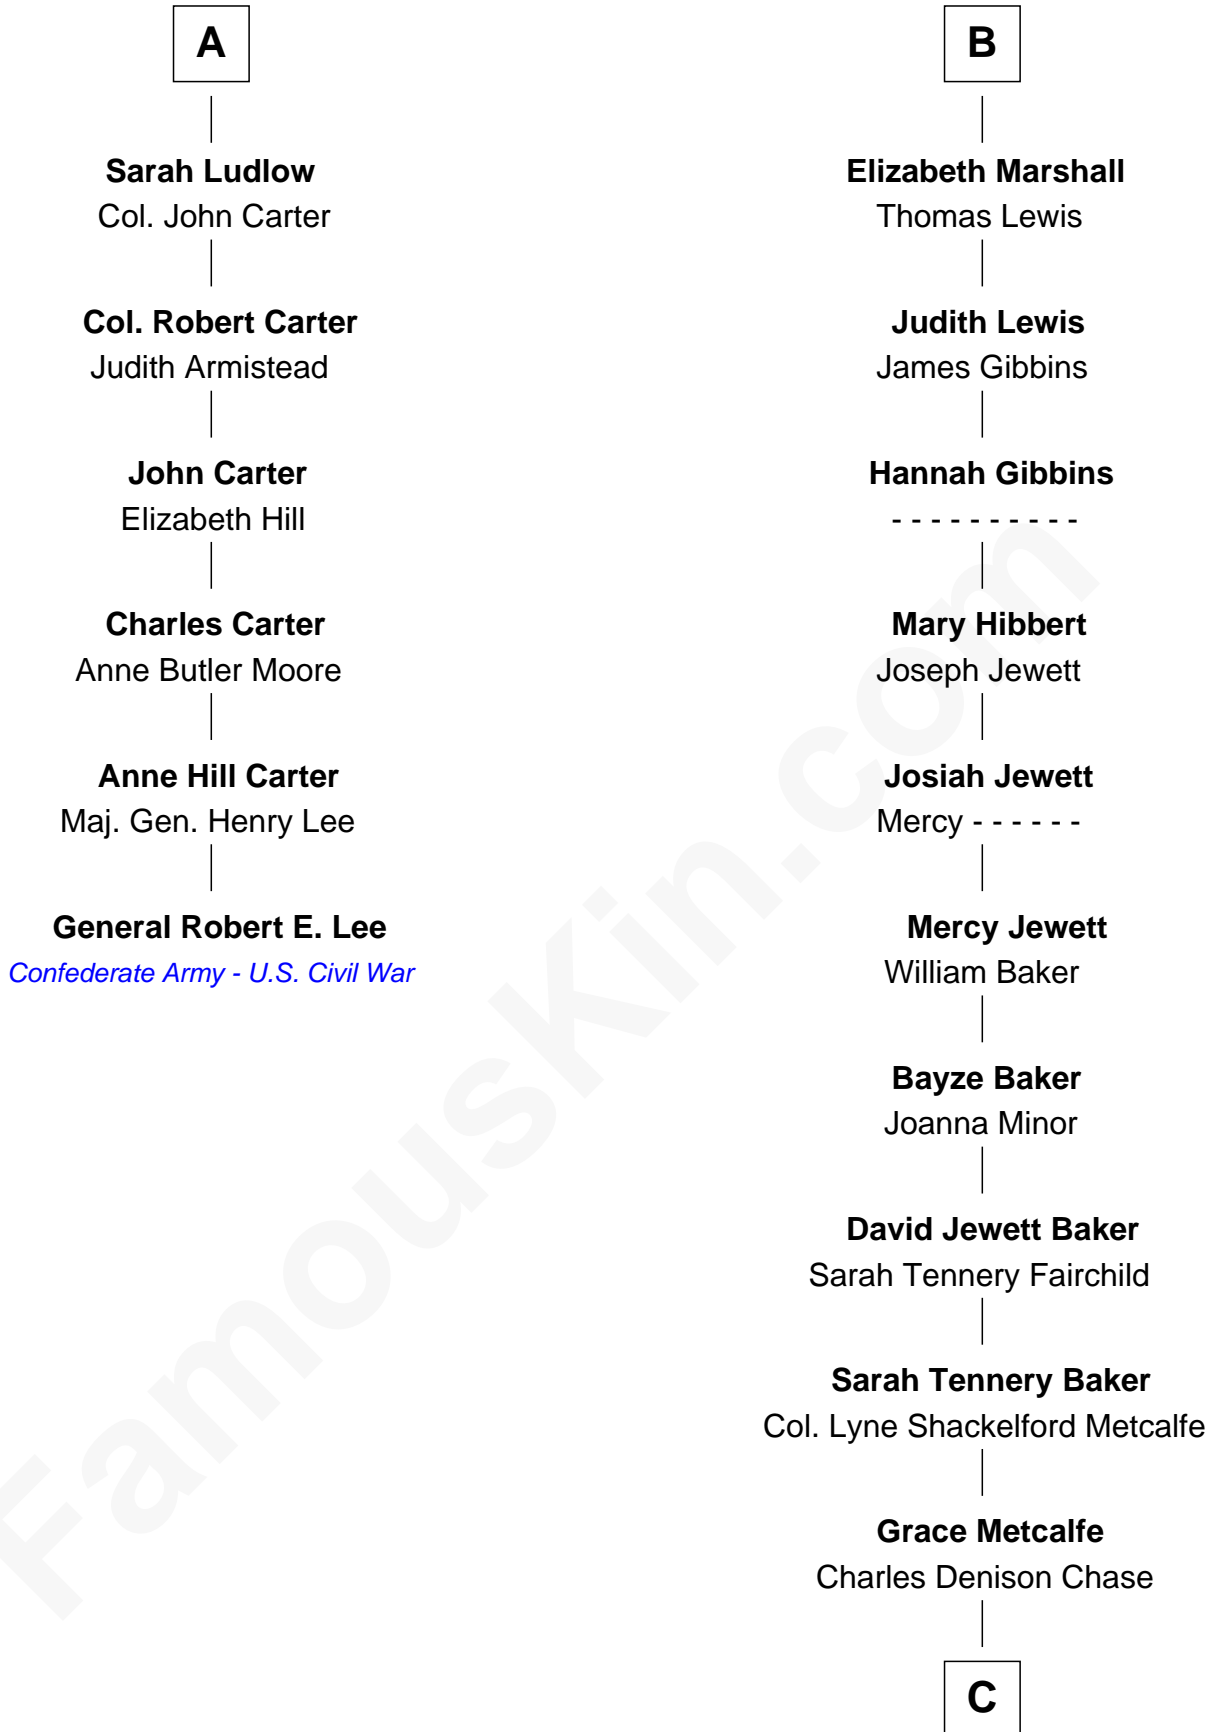 A
Sarah Ludlow
Col. John Carter
Col. Robert Carter
Judith Armistead
John Carter
Elizabeth Hill
Charles Carter
Anne Butler Moore
Anne Hill Carter
Maj. Gen. Henry Lee
General Robert E. Lee
Confederate Army - U.S. Civil War
B
Elizabeth Marshall
Thomas Lewis
Judith Lewis
James Gibbins
Hannah Gibbins
- - - - - - - - - -
Mary Hibbert
Joseph Jewett
Josiah Jewett
Mercy - - - - - -
Mercy Jewett
William Baker
Bayze Baker
Joanna Minor
David Jewett Baker
Sarah Tennery Fairchild
Sarah Tennery Baker
Col. Lyne Shackelford Metcalfe
Grace Metcalfe
Charles Denison Chase
C
FamousKin.com